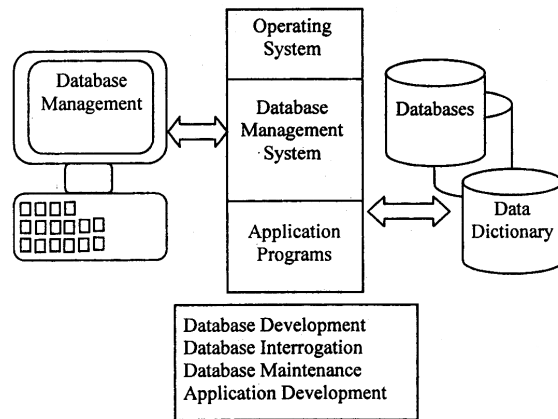 Database
Management
Operating
System
Database
Management
System
Application
Programs
Databases
Data
Dictionary
Database Development
Database Interrogation
Database Maintenance
Application Development